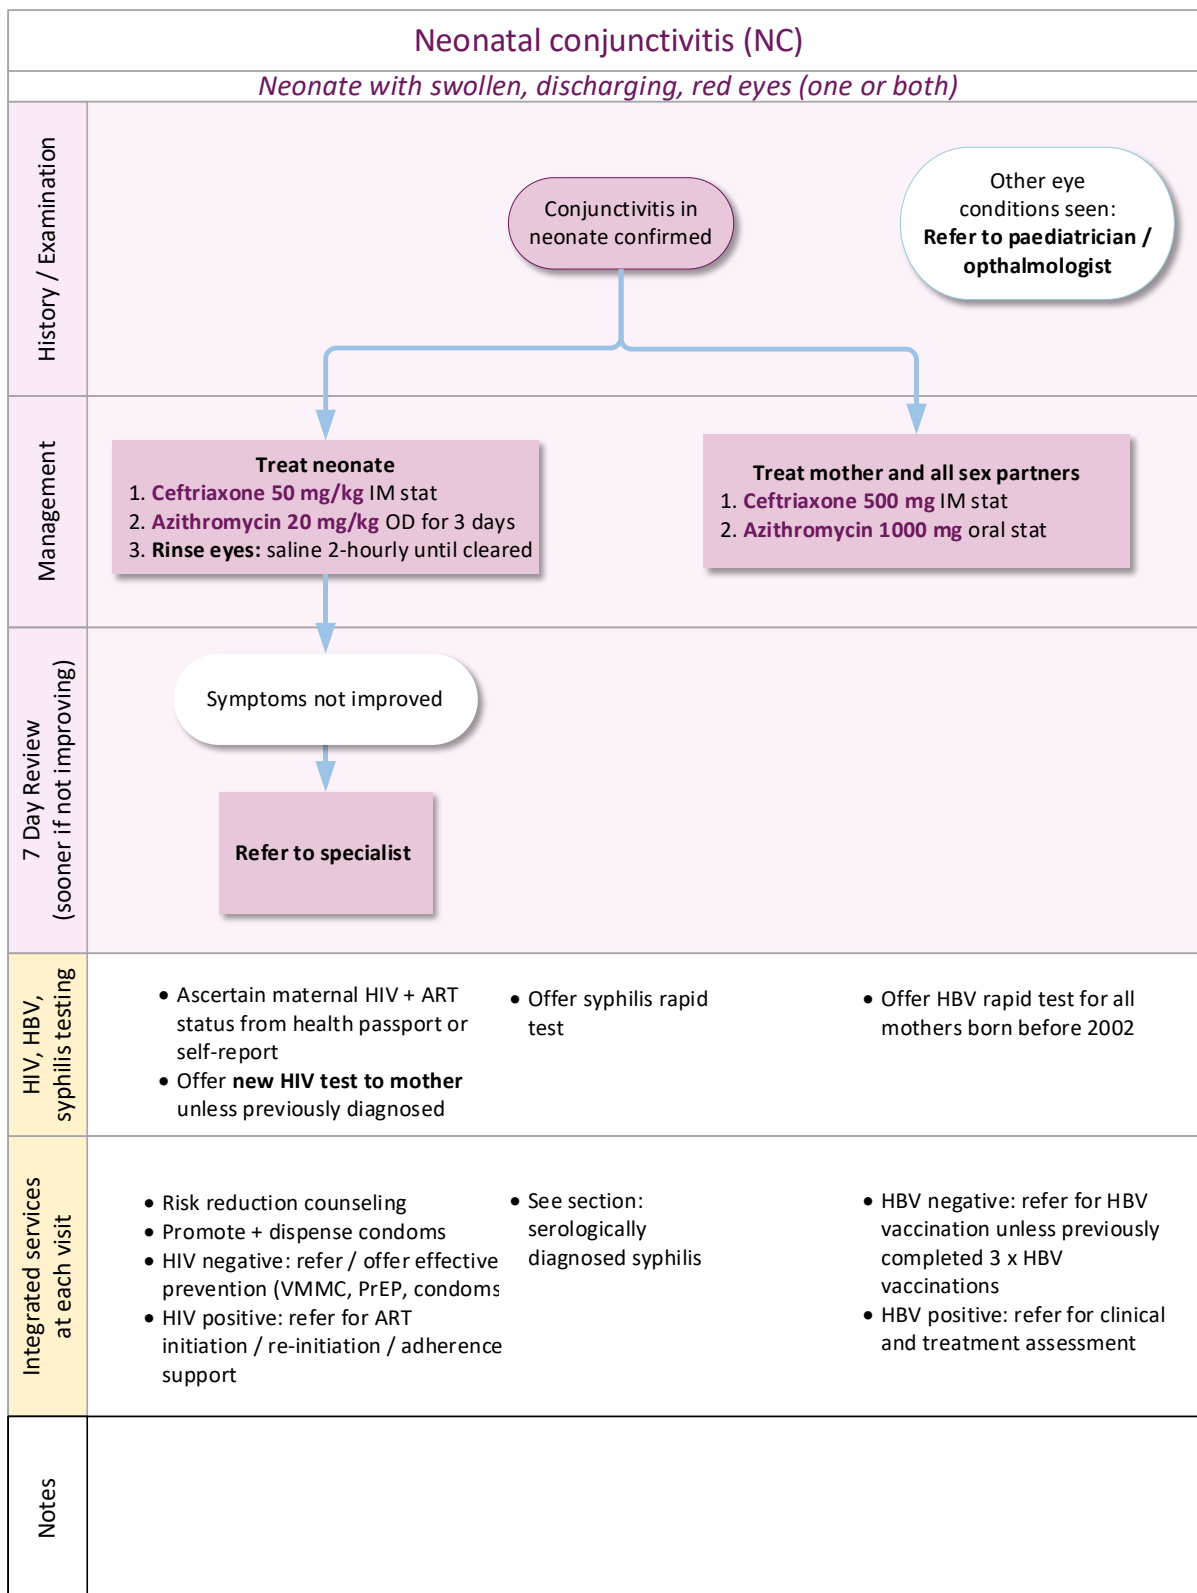 Neonatal conjunctivitis (NC)
Neonate with swollen, discharging, red eyes (one or both)
History / Examination
Conjunctivitis in
neonate confirmed
Other eye
conditions seen:
Refer to paediatrician /
opthalmologist
Management
Treat neonate
1. Ceftriaxone 50 mg/kg IM stat
2. Azithromycin 20 mg/kg OD for 3 days
3. Rinse eyes: saline 2-hourly until cleared
Treat mother and all sex partners
1. Ceftriaxone 500 mg IM stat
2. Azithromycin 1000 mg oral stat
7 Day Review
(sooner if not improving)
Symptoms not improved
Refer to specialist
HIV, HBV,
syphilis testing
• Ascertain maternal HIV + ART
status from health passport or
self-report
• Offer new HIV test to mother
unless previously diagnosed
• Offer syphilis rapid
test
• Offer HBV rapid test for all
mothers born before 2002
Integrated services
at each visit
• Risk reduction counseling
• Promote + dispense condoms
• HIV negative: refer / offer effective
prevention (VMMC, PrEP, condoms
• HIV positive: refer for ART
initiation / re-initiation / adherence
support
• See section:
serologically
diagnosed syphilis
• HBV negative: refer for HBV
vaccination unless previously
completed 3 x HBV
vaccinations
• HBV positive: refer for clinical
and treatment assessment
Notes